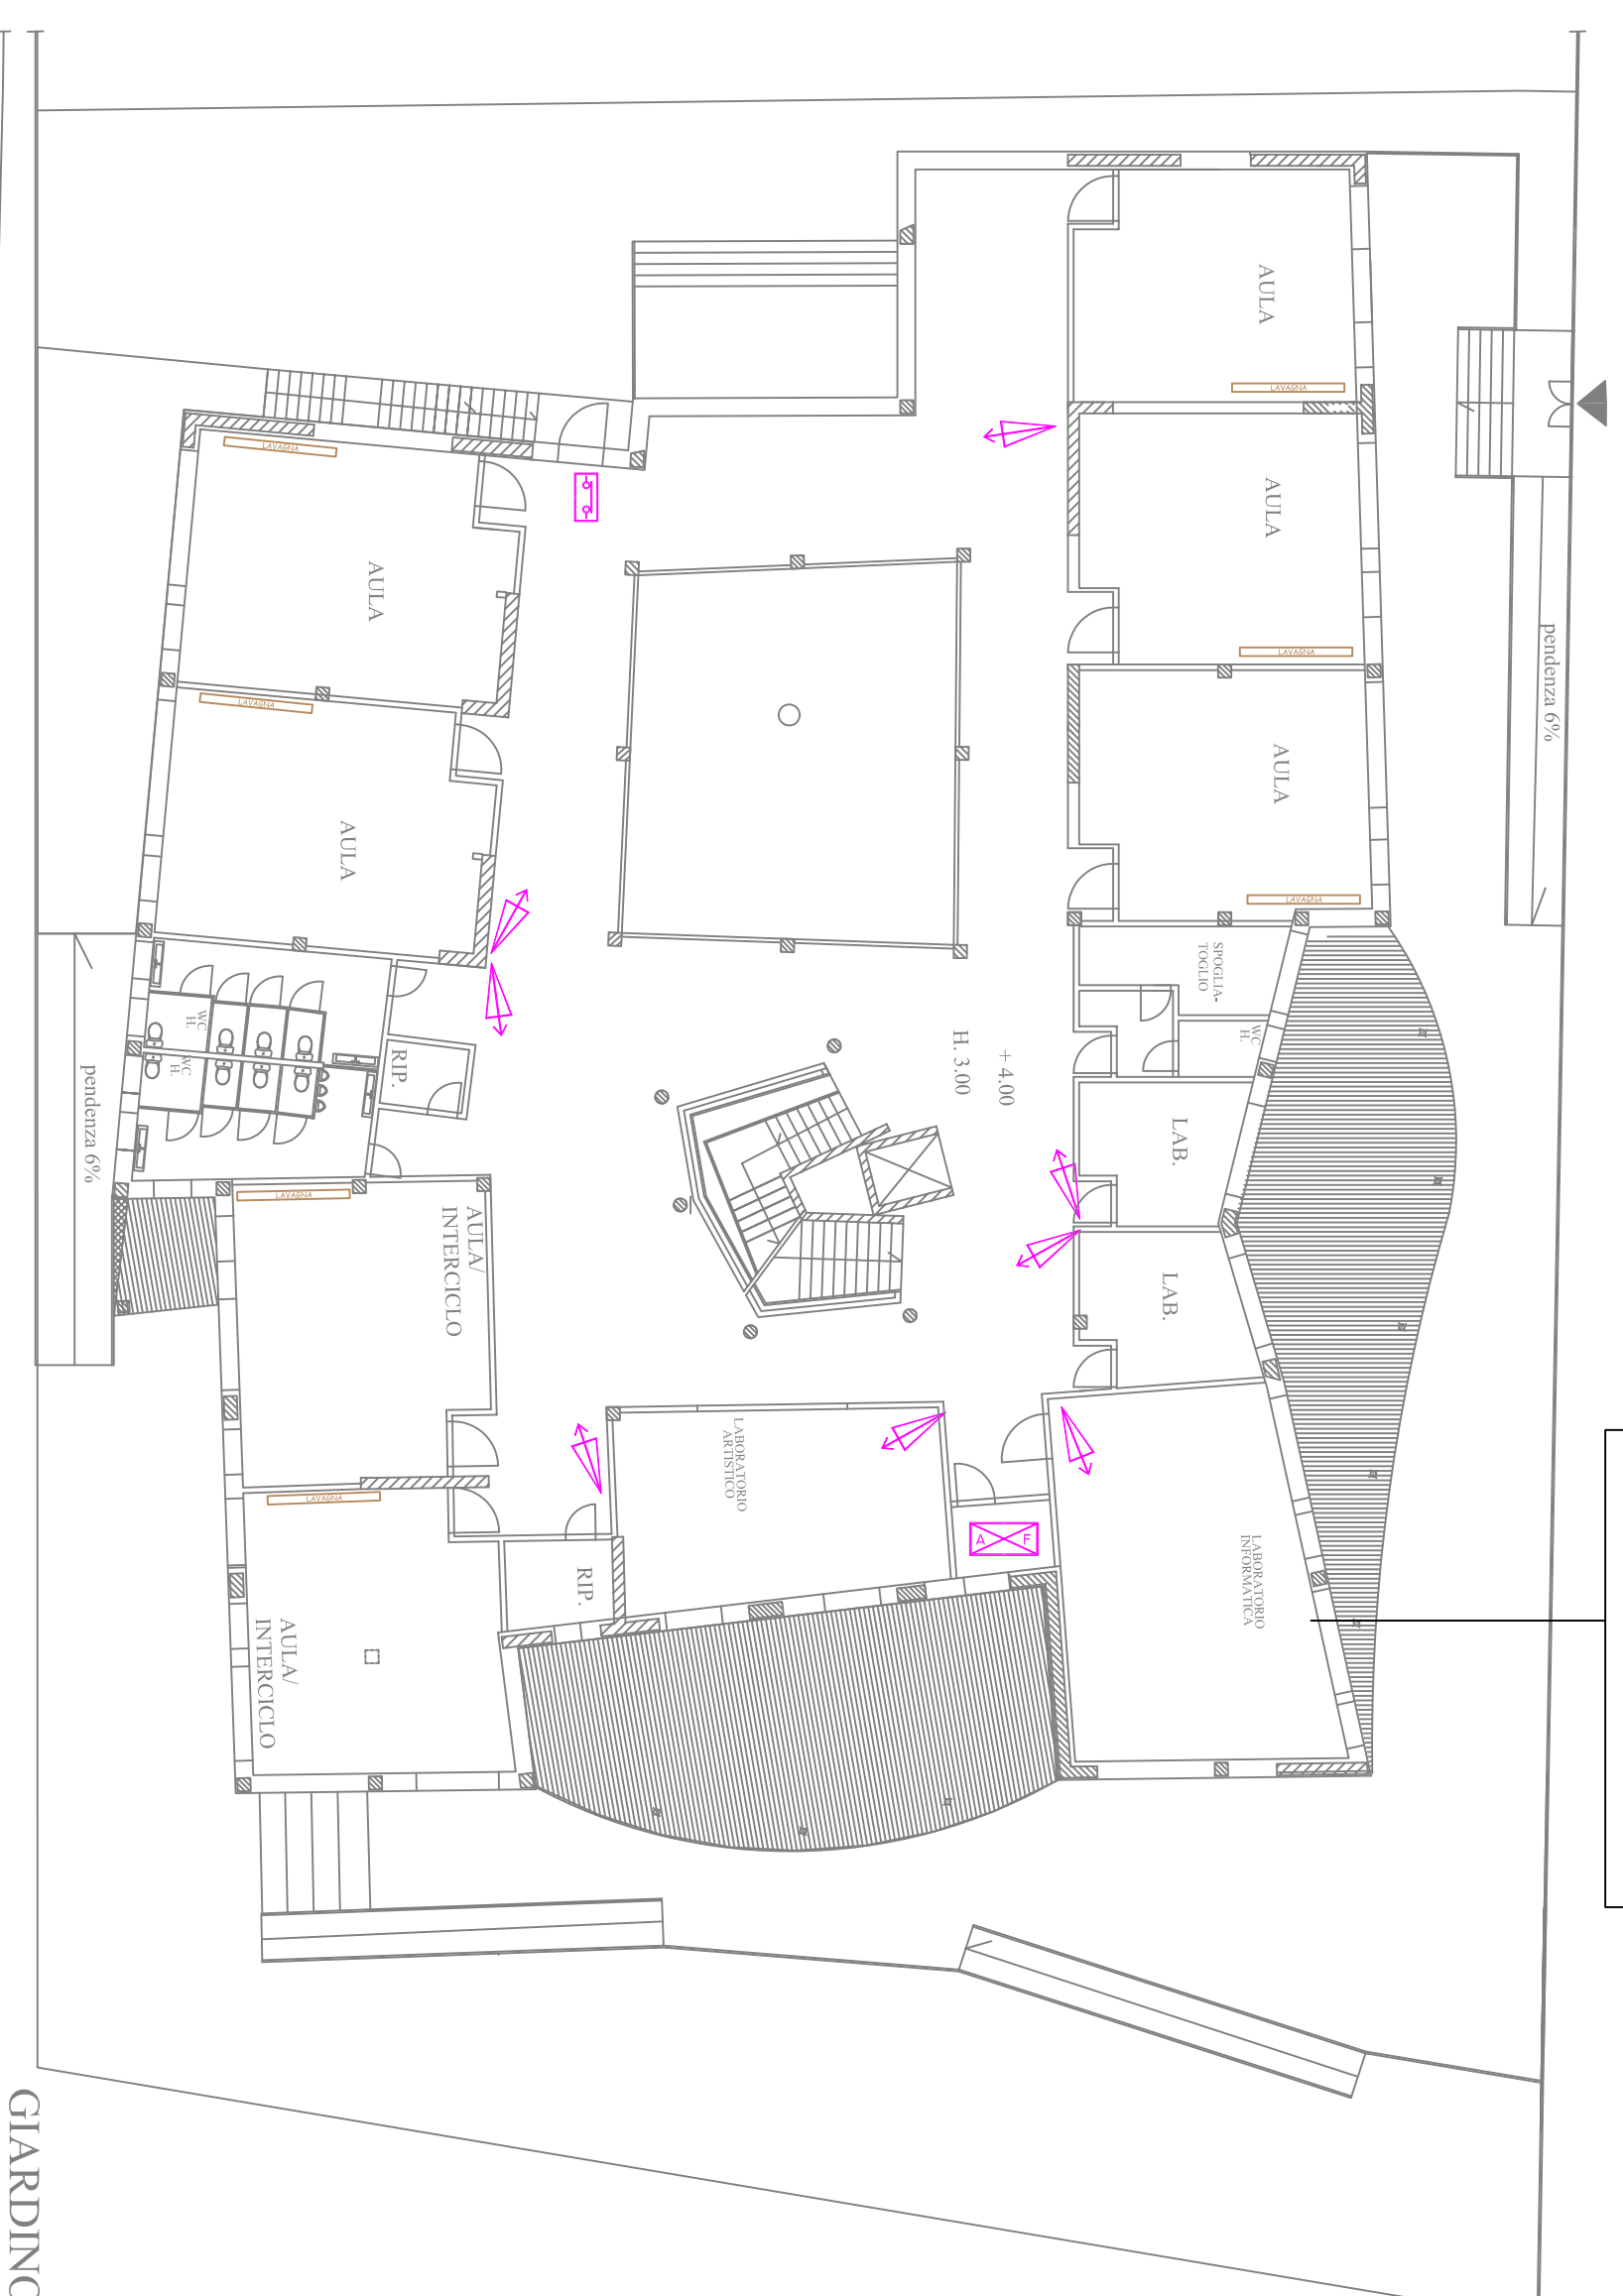 AULA
LAVAGNA
AULA
LAVAGNA
AULA
LAVAGNA
pendenza 6%
LAVAGNA
AULA
LAVAGNA
AULA
SPOGLIA-
TOGLIO
WC
H.
WC
H.
WC
H.
RIP.
pendenza 6%
+ 4.00
H. 3.00
LAB.
LAB.
LAVAGNA
AULA/
INTERCICLO
LABORATORIO
ARTISTICO
LAVAGNA
A F
LABORATORIO
INFORMATICA
RIP.
AULA/
INTERCICLO
GIARDINO